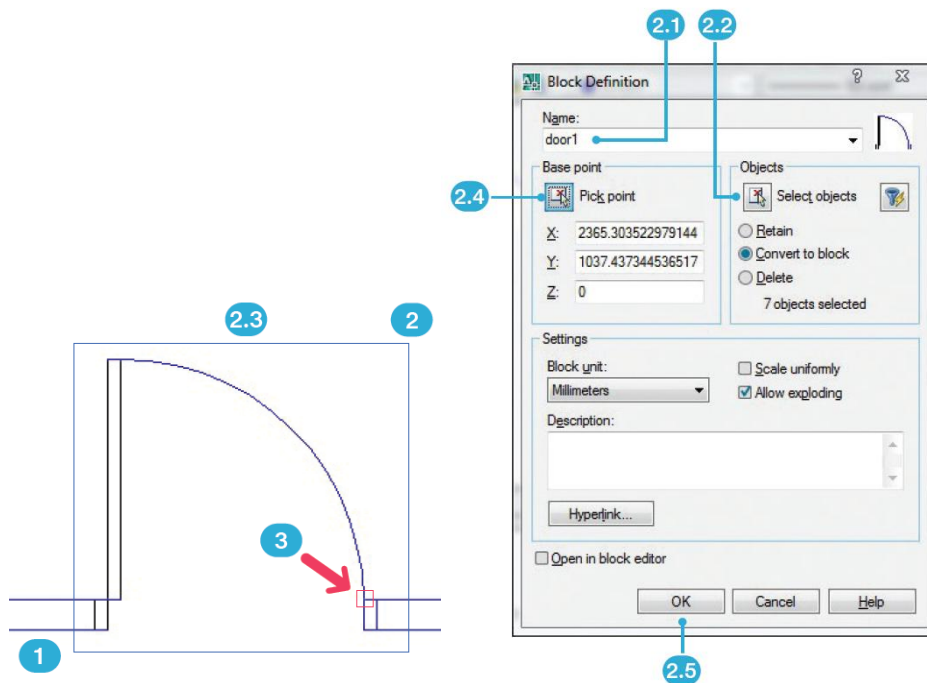 2.1
2.2
Block Definition
Name:
door1
Base point
Objects
2.4
Pick point
Select objects
X: 2365.303522979144
Retain
Y: 1037.437344536517
Convert to block
Z: 0
Delete
7 objects selected
2.3
2
Settings
Block unit:
Scale uniformly
Millimeters
Allow exploding
Description:
Hyperlink...
3
Open in block editor
OK
Cancel
Help
1
2.5